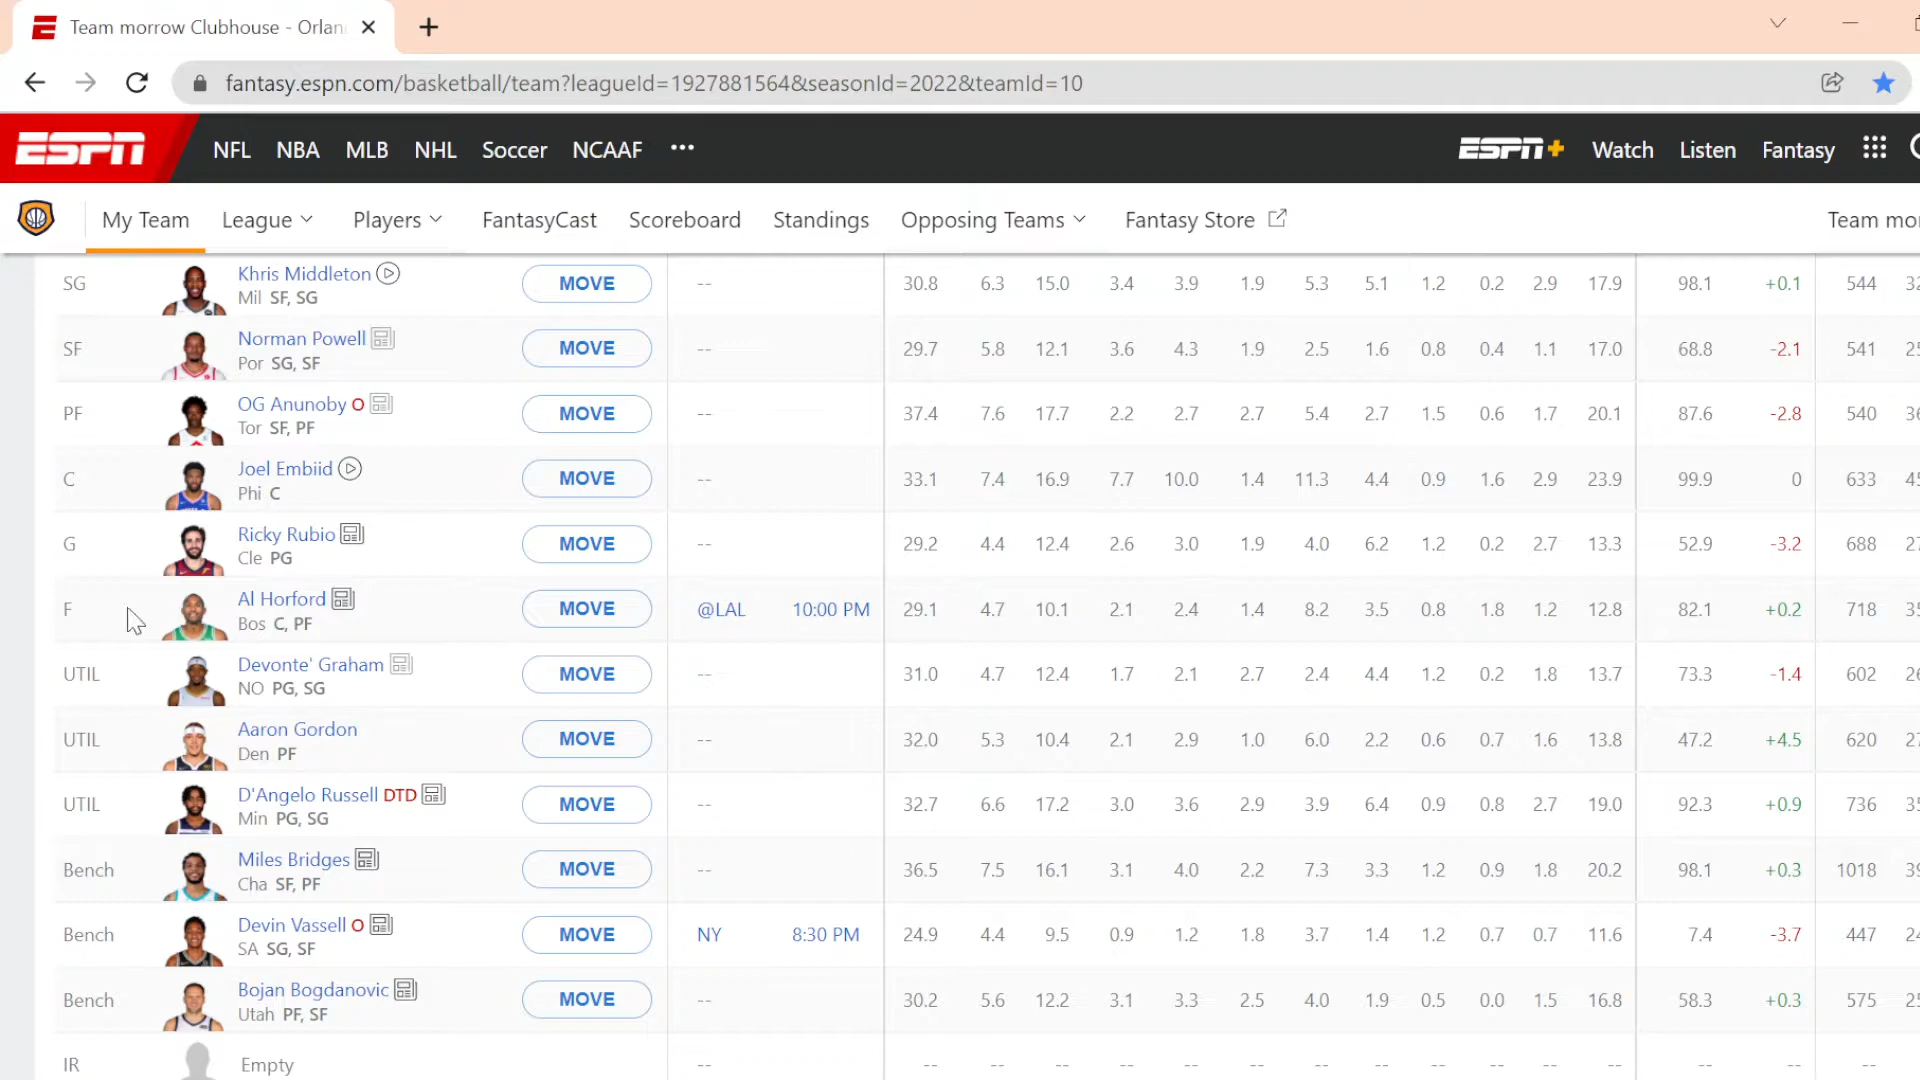 Team morrow Clubhouse - Orlan
fantasy.espn.com/basketball/team?leagueId=1927881564&seasonId=2022&teamId=10
ESPN NFL NBA MLB NHL Soccer NCAAF ••• ESPN+ Watch Listen Fantasy
My Team League Players FantasyCast Scoreboard Standings Opposing Teams Fantasy Store Team mor
SG Khris Middleton MOVE -- 30.8 6.3 15.0 3.4 3.9 1.9 5.3 5.1 1.2 0.2 2.9 17.9 98.1 +0.1 544
Mil SF, SG
SF Norman Powell MOVE -- 29.7 5.8 12.1 3.6 4.3 1.9 2.5 1.6 0.8 0.4 1.1 17.0 68.8 -2.1 541
Por SG, SF
PF OG Anunoby O MOVE -- 37.4 7.6 17.7 2.2 2.7 2.7 5.4 2.7 1.5 0.6 1.7 20.1 87.6 -2.8 540
Tor SF, PF
C Joel Embiid MOVE -- 33.1 7.4 16.9 7.7 10.0 1.4 11.3 4.4 0.9 1.6 2.9 23.9 99.9 0 633
Phi C
G Ricky Rubio MOVE -- 29.2 4.4 12.4 2.6 3.0 1.9 4.0 6.2 1.2 0.2 2.7 13.3 52.9 -3.2 688
Cle PG
F Al Horford MOVE @LAL 10:00 PM 29.1 4.7 10.1 2.1 2.4 1.4 8.2 3.5 0.8 1.8 1.2 12.8 82.1 +0.2 718
Bos C, PF
UTIL Devonte' Graham MOVE -- 31.0 4.7 12.4 1.7 2.1 2.7 2.4 4.4 1.2 0.2 1.8 13.7 73.3 -1.4 602
NO PG, SG
UTIL Aaron Gordon MOVE -- 32.0 5.3 10.4 2.1 2.9 1.0 6.0 2.2 0.6 0.7 1.6 13.8 47.2 +4.5 620
Den PF
UTIL D'Angelo Russell DTD MOVE -- 32.7 6.6 17.2 3.0 3.6 2.9 3.9 6.4 0.9 0.8 2.7 19.0 92.3 +0.9 736
Min PG, SG
Bench Miles Bridges MOVE -- 36.5 7.5 16.1 3.1 4.0 2.2 7.3 3.3 1.2 0.9 1.8 20.2 98.1 +0.3 1018
Cha SF, PF
Bench Devin Vassell O MOVE NY 8:30 PM 24.9 4.4 9.5 0.9 1.2 1.8 3.7 1.4 1.2 0.7 0.7 11.6 7.4 -3.7 447
SA SG, SF
Bench Bojan Bogdanovic MOVE -- 30.2 5.6 12.2 3.1 3.3 2.5 4.0 1.9 0.5 0.0 1.5 16.8 58.3 +0.3 575
Utah PF, SF
IR Empty -- -- -- -- -- -- -- -- -- -- -- -- -- -- -- --